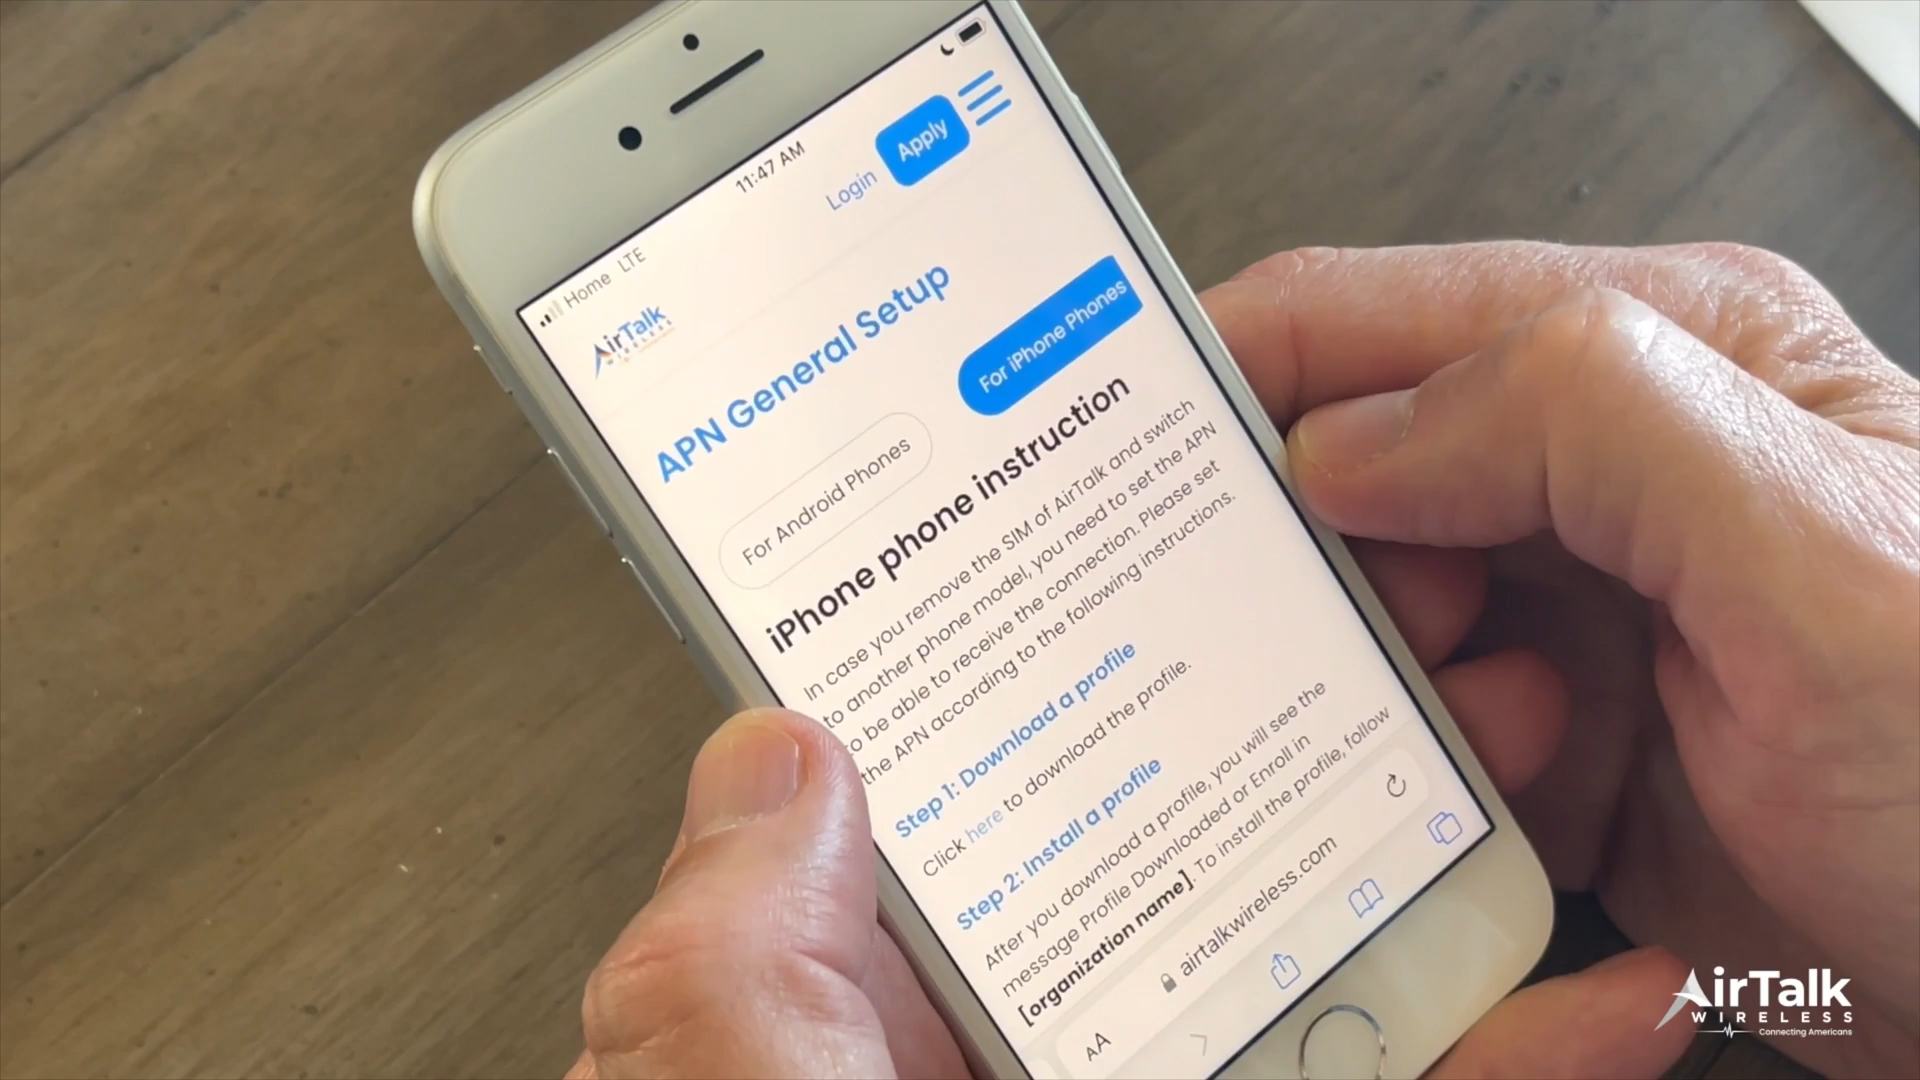 Home LTE
11:47 AM
AirTalk
WIRELESS
Login
Apply
APN General Setup
For Android Phones
For iPhone Phones
iPhone phone instruction
In case you remove the SIM of AirTalk and switch
to another phone model, you need to set the APN
to be able to receive the connection. Please set
the APN according to the following instructions.
Step 1: Download a profile
Click here to download the profile.
Step 2: Install a profile
After you download a profile, you will see the
message Profile Downloaded or Enroll in
[organization name]. To install the profile, follow
AA
airtalkwireless.com
AirTalk
WIRELESS
Connecting Americans